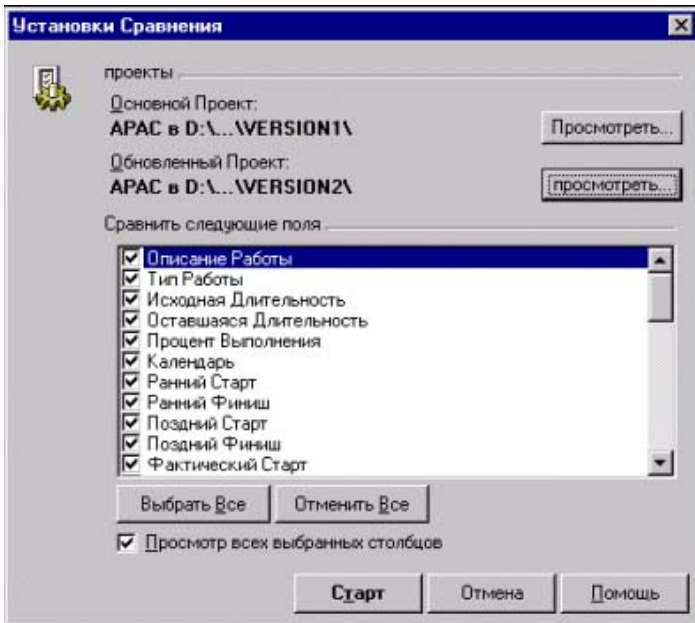 Установки Сравнения
проекты
Основной Проект:
APAC в D:\...\VERSION1\
Просмотреть...
Обновленный Проект:
APAC в D:\...\VERSION2\
просмотреть...
Сравнить следующие поля
Описание Работы
Тип Работы
Исходная Длительность
Оставшаяся Длительность
Процент Выполнения
Календарь
Ранний Старт
Ранний Финиш
Поздний Старт
Поздний Финиш
Фактический Старт
Выбрать Все Отменить Все
Просмотр всех выбранных столбцов
Старт Отмена Помощь